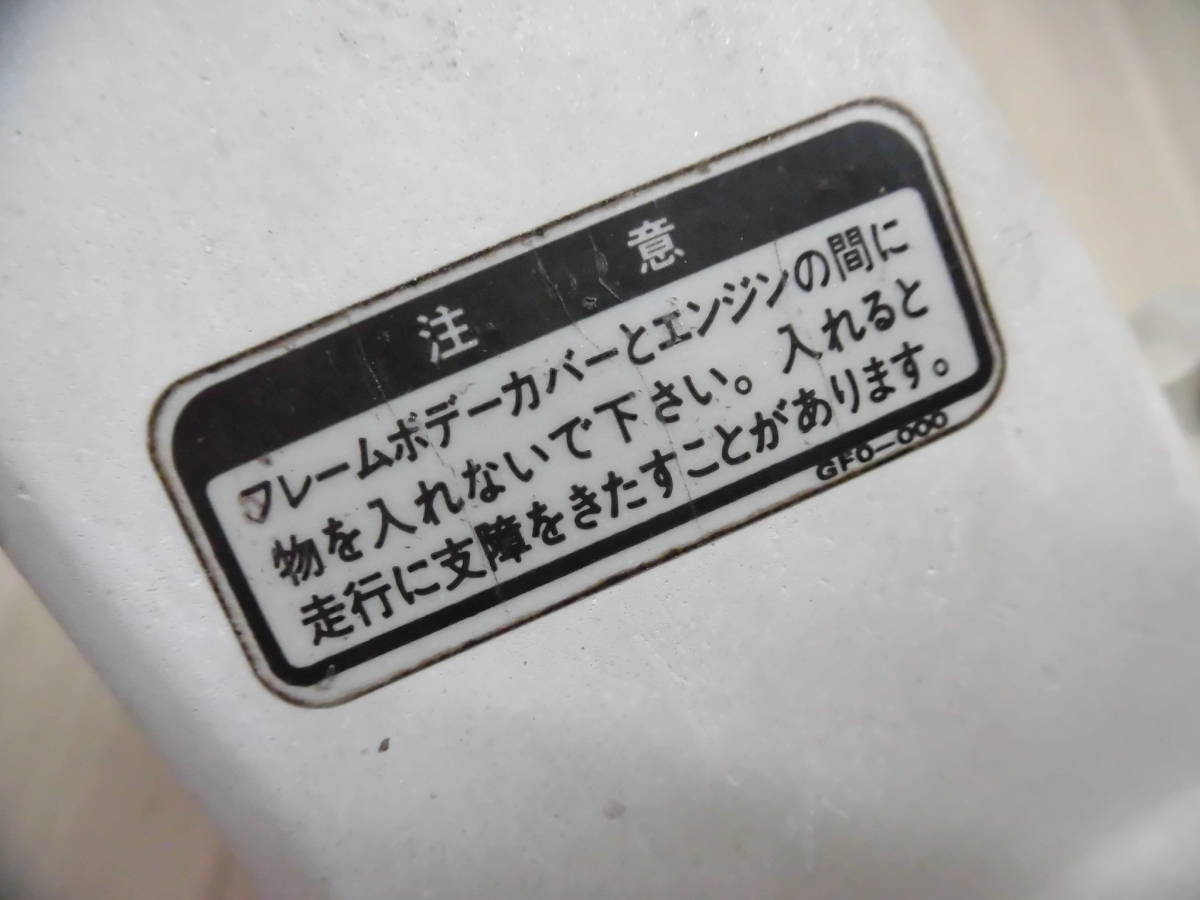 注 意
フレームボデーカバーとエンジンの間に
物を入れないで下さい。入れると
走行に支障をきたすことがあります。
GFO-000